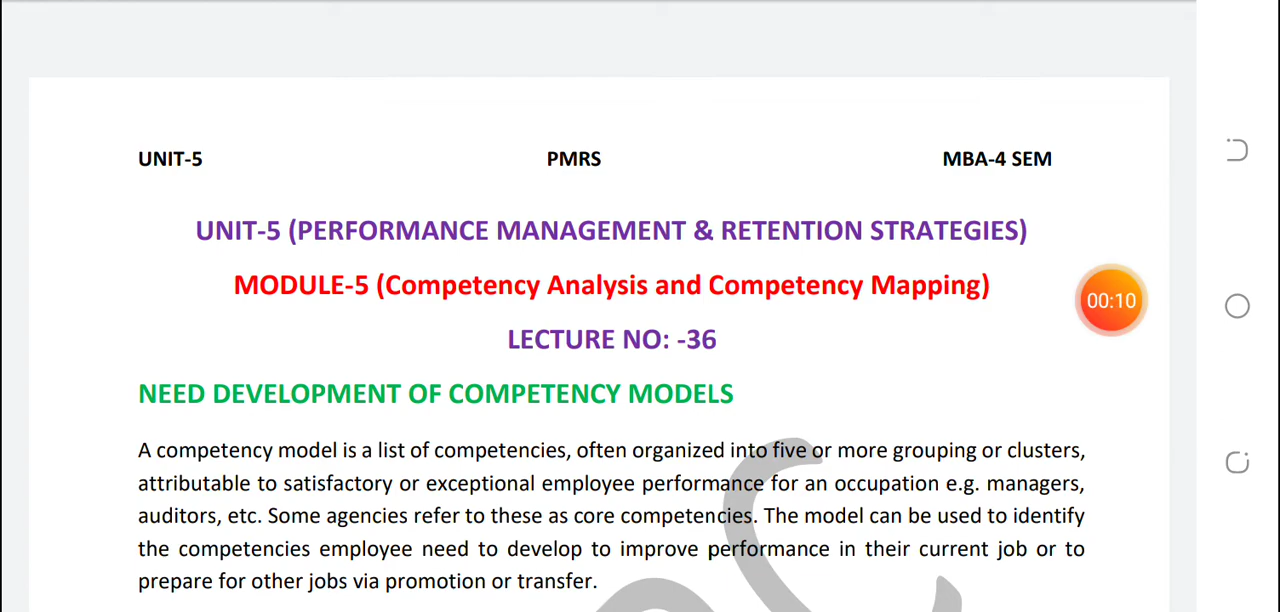 UNIT-5 PMRS MBA-4 SEM
UNIT-5 (PERFORMANCE MANAGEMENT & RETENTION STRATEGIES)
MODULE-5 (Competency Analysis and Competency Mapping)
00:10
LECTURE NO: -36
NEED DEVELOPMENT OF COMPETENCY MODELS
A competency model is a list of competencies, often organized into five or more grouping or clusters,
attributable to satisfactory or exceptional employee performance for an occupation e.g. managers,
auditors, etc. Some agencies refer to these as core competencies. The model can be used to identify
the competencies employee need to develop to improve performance in their current job or to
prepare for other jobs via promotion or transfer.